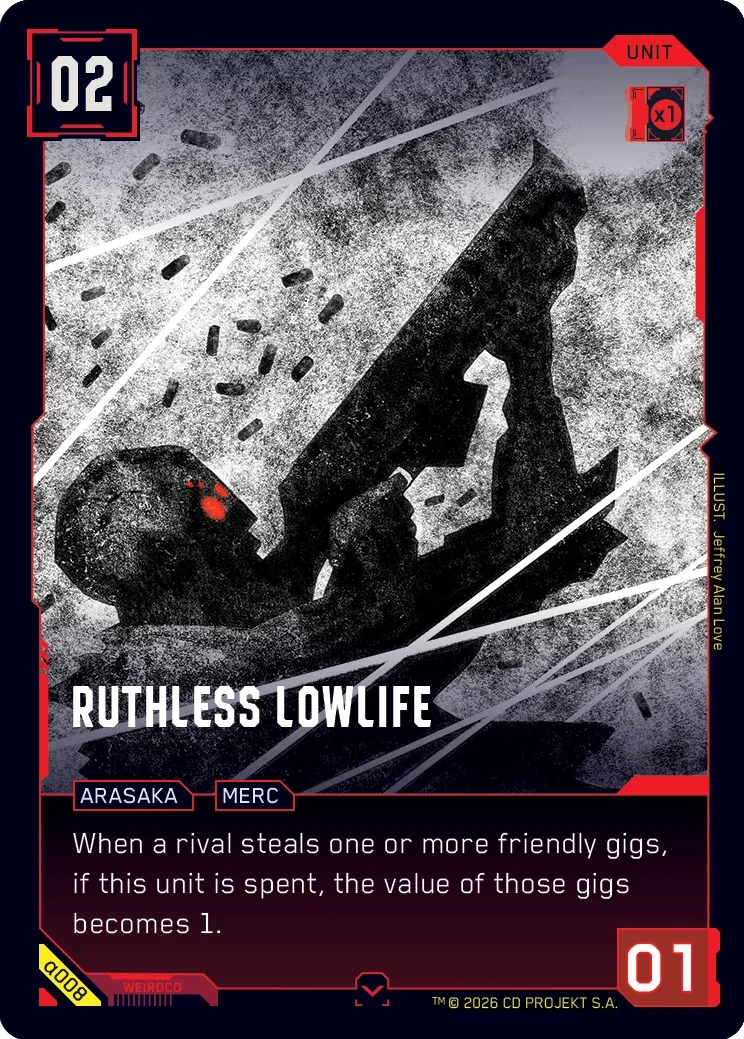 02
UNIT
x1
ILLUST. Jeffrey Alan Love
RUTHLESS LOWLIFE
ARASAKA
MERC
When a rival steals one or more friendly gigs,
if this unit is spent, the value of those gigs
becomes 1.
α008
WEIRDCO
™ © 2026 CD PROJEKT S.A.
01